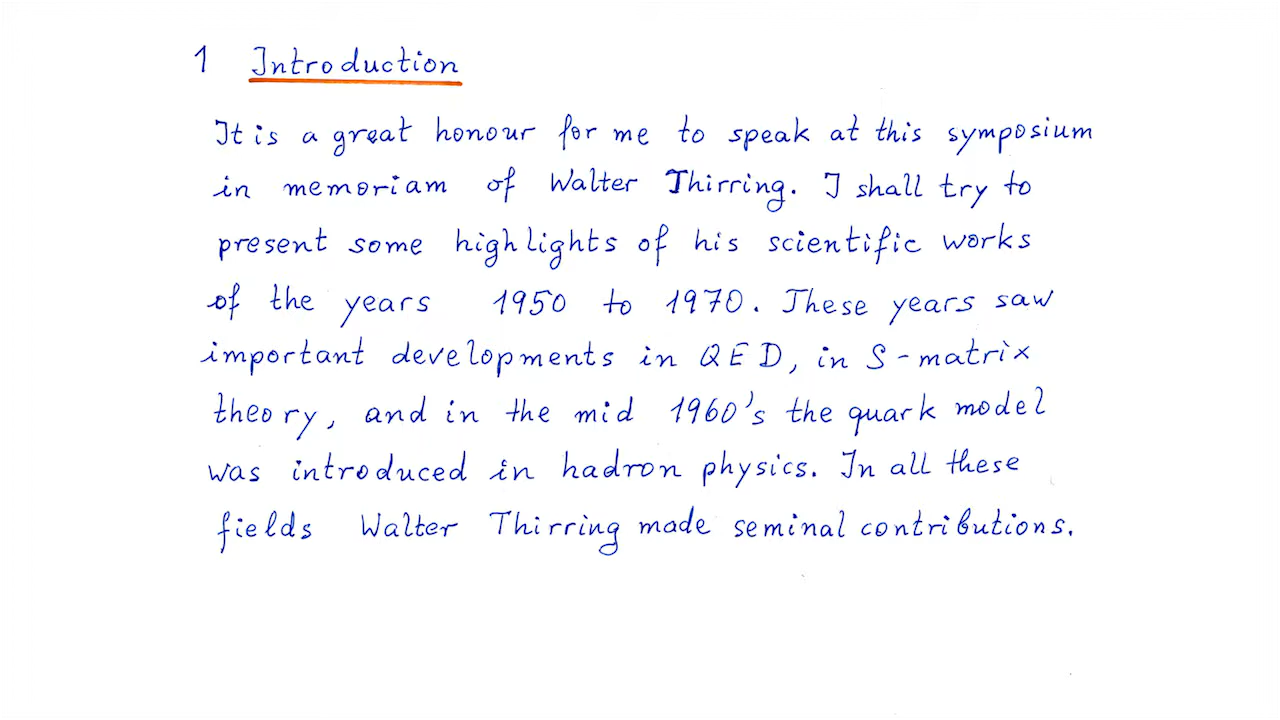 1 Introduction
It is a great honour for me to speak at this symposium
in memoriam of Walter Thirring. I shall try to
present some highlights of his scientific works
of the years 1950 to 1970. These years saw
important developments in QED, in S-matrix
theory, and in the mid 1960's the quark model
was introduced in hadron physics. In all these
fields Walter Thirring made seminal contributions.